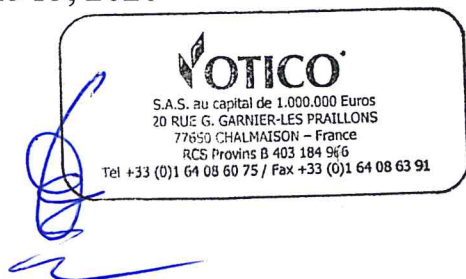 OTICO
S.A.S. au capital de 1.000.000 Euros
20 RUE G. GARNIER-LES PRAILLONS
77650 CHALMAISON – France
RCS Provins B 403 184 966
Tel +33 (0)1 64 08 60 75 / Fax +33 (0)1 64 08 63 91